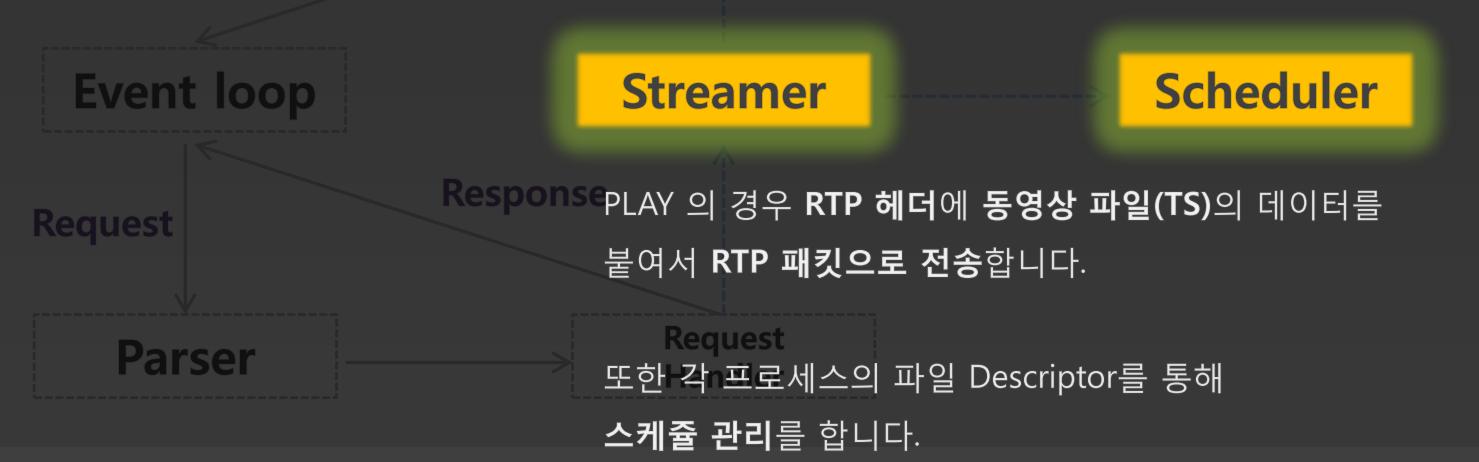 Event loop
Streamer
Scheduler
Request
Response
PLAY 의 경우 RTP 헤더에 동영상 파일(TS)의 데이터를
붙여서 RTP 패킷으로 전송합니다.
Parser
Request
Handler
또한 각 프로세스의 파일 Descriptor를 통해
스케쥴 관리를 합니다.